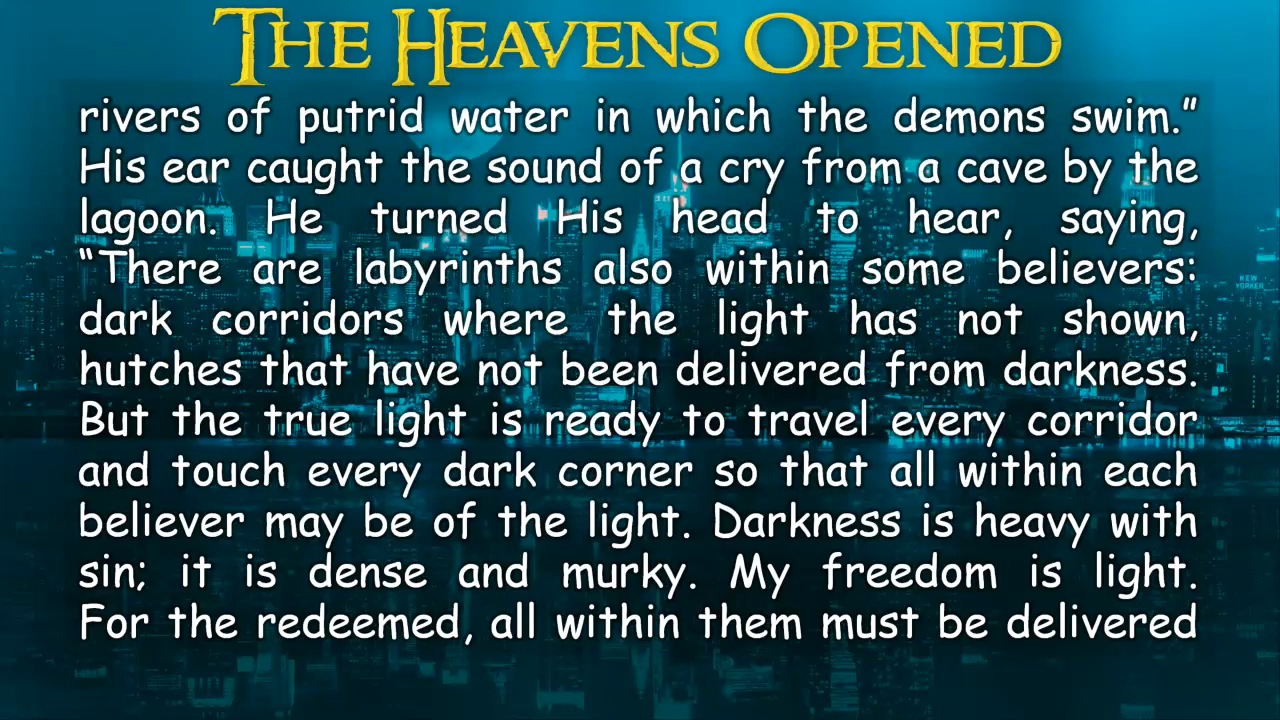 THE HEAVENS OPENED
rivers of putrid water in which the demons swim.”
His ear caught the sound of a cry from a cave by the
lagoon. He turned His head to hear, saying,
“There are labyrinths also within some believers:
dark corridors where the light has not shown,
hutches that have not been delivered from darkness.
But the true light is ready to travel every corridor
and touch every dark corner so that all within each
believer may be of the light. Darkness is heavy with
sin; it is dense and murky. My freedom is light.
For the redeemed, all within them must be delivered
NEW
YORKER